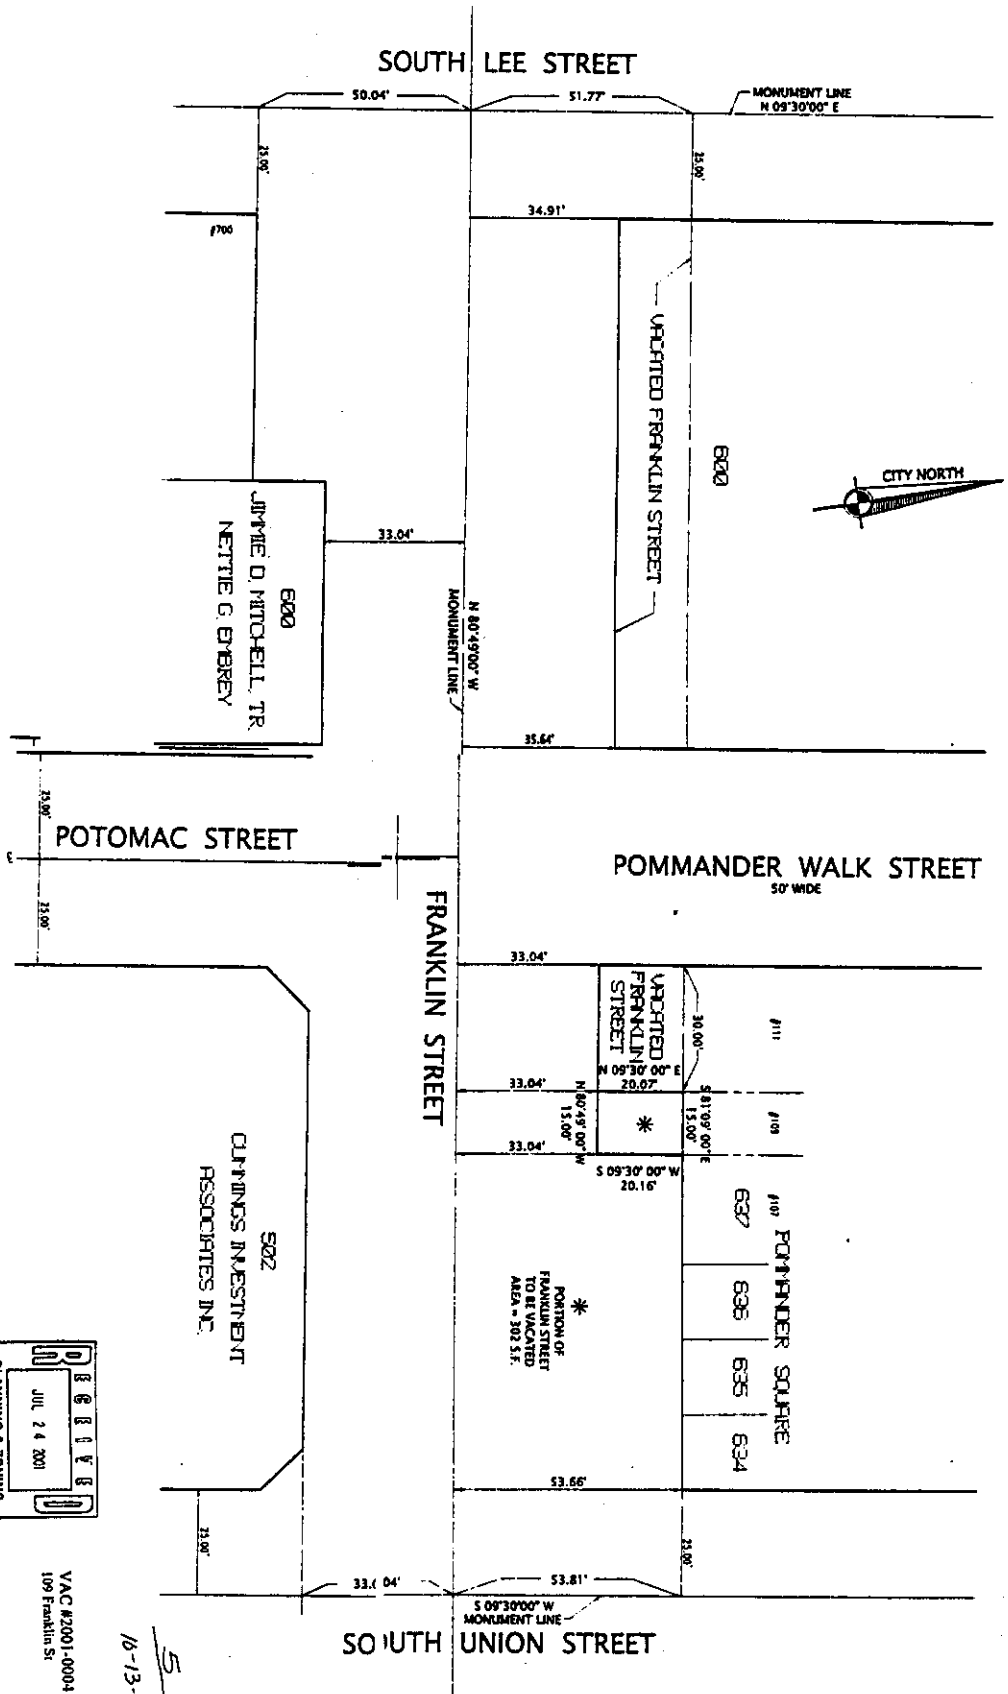 SOUTH LEE STREET
50.04'
51.77'
MONUMENT LINE
N 09°30'00" E
25.00'
25.00'
34.91'
#700
VACATED FRANKLIN STREET
600
CITY NORTH
33.04'
N 80°49'00" W
MONUMENT LINE
600
JIMMIE D. MITCHELL, TR
NETTIE G. EMBREY
35.64'
25.00'
POTOMAC STREET
25.00'
POMMANDER WALK STREET
50' WIDE
FRANKLIN STREET
33.04'
VACATED
FRANKLIN
STREET
30.00'
#111
N 09°30' 00" E
20.07'
33.04'
N 80°49' 00" W
15.00'
S 81°09' 00" E
15.00'
#109
*
33.04'
S 09°30' 00" W
20.16'
#107
POMMANDER SQUARE
637
636
635
634
502
CUMMINGS INVESTMENT
ASSOCIATES INC.
*
PORTION OF
FRANKLIN STREET
TO BE VACATED
AREA = 302 S.F.
53.66'
25.00'
25.00'
33.04'
53.81'
S 09°30'00" W
MONUMENT LINE
SOUTH UNION STREET
RECEIVED
JUL 24 2001
VAC #2001-0004
109 Franklin St
5
10-13-